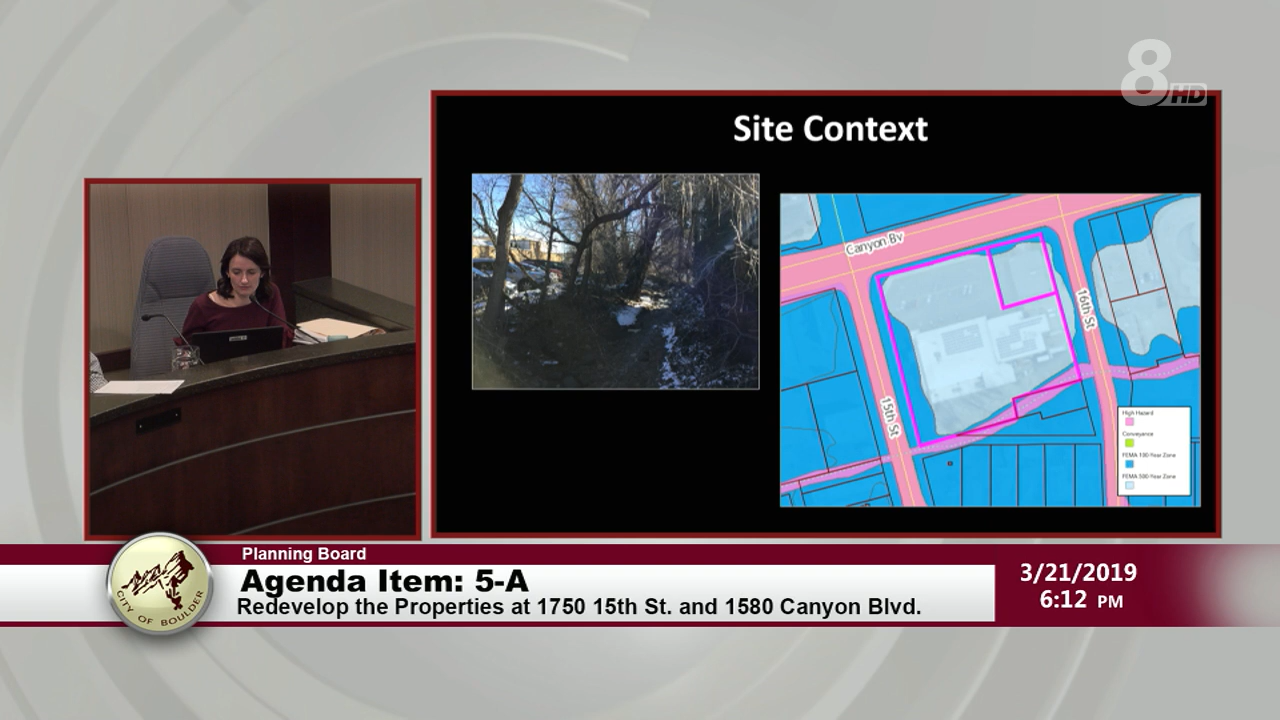 8HD
Site Context
Canyon Bv
16th St
15th St
High Hazard
Conveyance
FEMA 100-Year Zone
FEMA 500-Year Zone
Planning Board
Agenda Item: 5-A
Redevelop the Properties at 1750 15th St. and 1580 Canyon Blvd.
CITY OF BOULDER
3/21/2019
6:12 PM